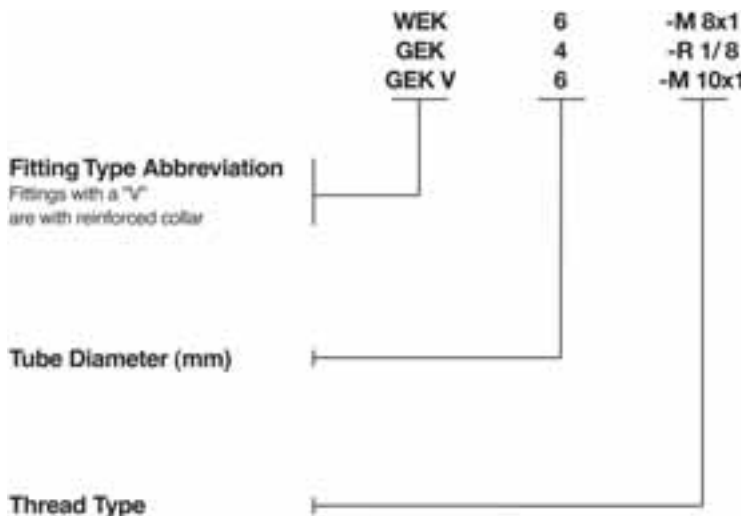 WEK 6 -M 8x1
GEK 4 -R 1/8
GEK V 6 -M 10x1
Fitting Type Abbreviation
Fittings with a "V"
are with reinforced collar
Tube Diameter (mm)
Thread Type